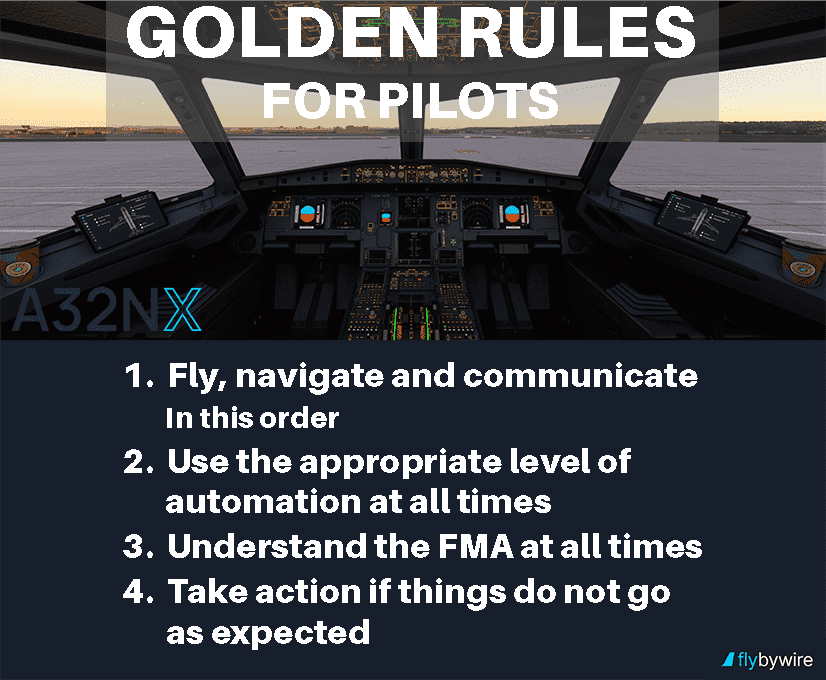 GOLDEN RULES
FOR PILOTS
A32NX
1. Fly, navigate and communicate
In this order
2. Use the appropriate level of
automation at all times
3. Understand the FMA at all times
4. Take action if things do not go
as expected
flybywire